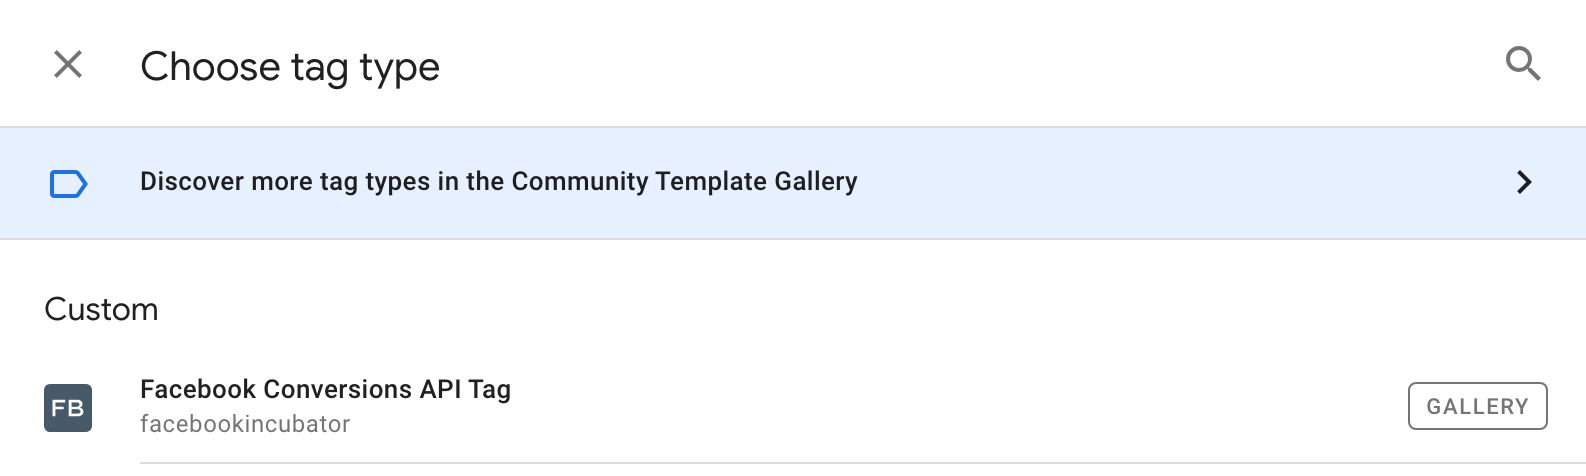 Choose tag type
Discover more tag types in the Community Template Gallery
Custom
FB
Facebook Conversions API Tag
facebookincubator
GALLERY